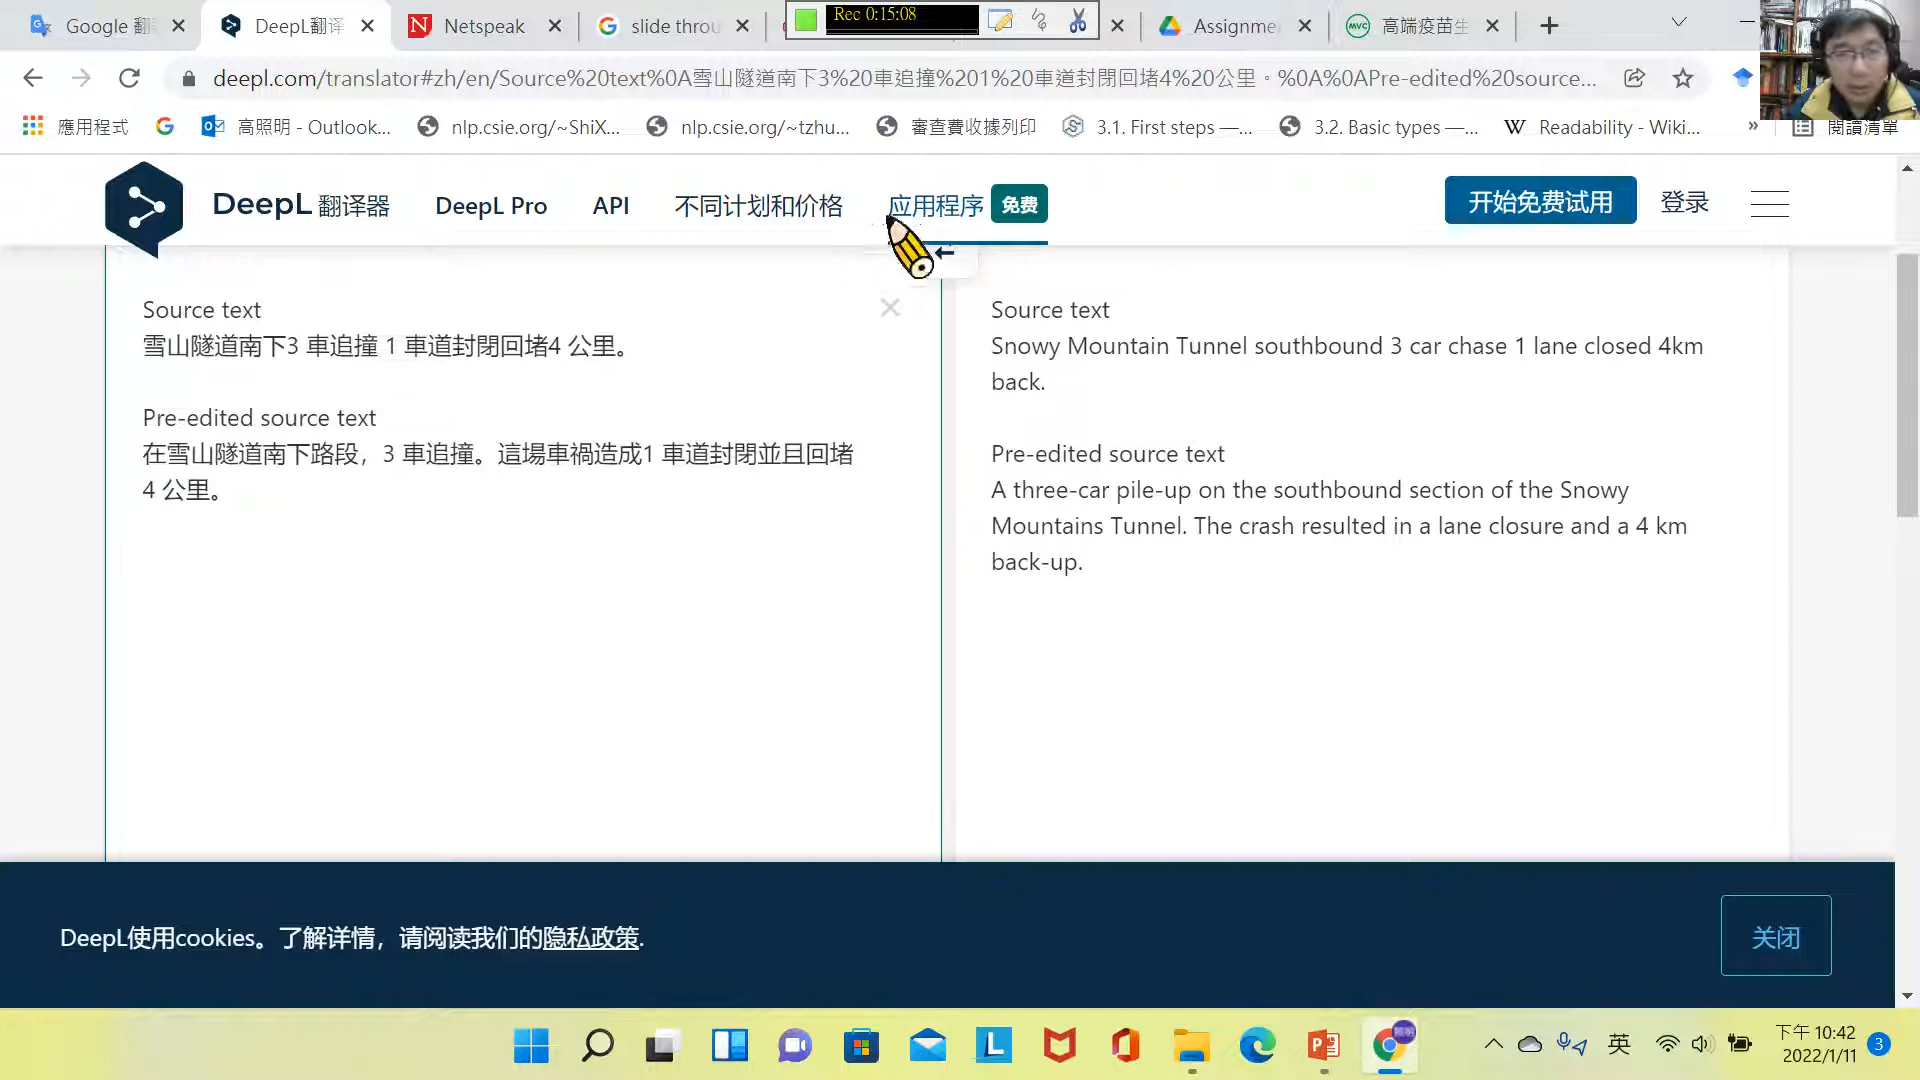 Google 翻
DeepL翻译
Netspeak
slide throu
Rec 0:15:08
Assignme
高端疫苗生
deepl.com/translator#zh/en/Source%20text%0A雪山隧道南下3%20車追撞%201%20車道封閉回堵4%20公里。%0A%0APre-edited%20source...
應用程式
高照明 - Outlook...
nlp.csie.org/~ShiX...
nlp.csie.org/~tzhu...
審查費收據列印
3.1. First steps —...
3.2. Basic types —...
W Readability - Wiki...
»
閱讀清單
DeepL 翻译器
DeepL Pro
API
不同计划和价格
应用程序 免费
开始免费试用
登录
Source text
雪山隧道南下3 車追撞 1 車道封閉回堵4 公里。
Pre-edited source text
在雪山隧道南下路段，3 車追撞。這場車禍造成1 車道封閉並且回堵
4 公里。
Source text
Snowy Mountain Tunnel southbound 3 car chase 1 lane closed 4km
back.
Pre-edited source text
A three-car pile-up on the southbound section of the Snowy
Mountains Tunnel. The crash resulted in a lane closure and a 4 km
back-up.
DeepL使用cookies。了解详情，请阅读我们的隐私政策.
关闭
英
下午 10:42
2022/1/11
3